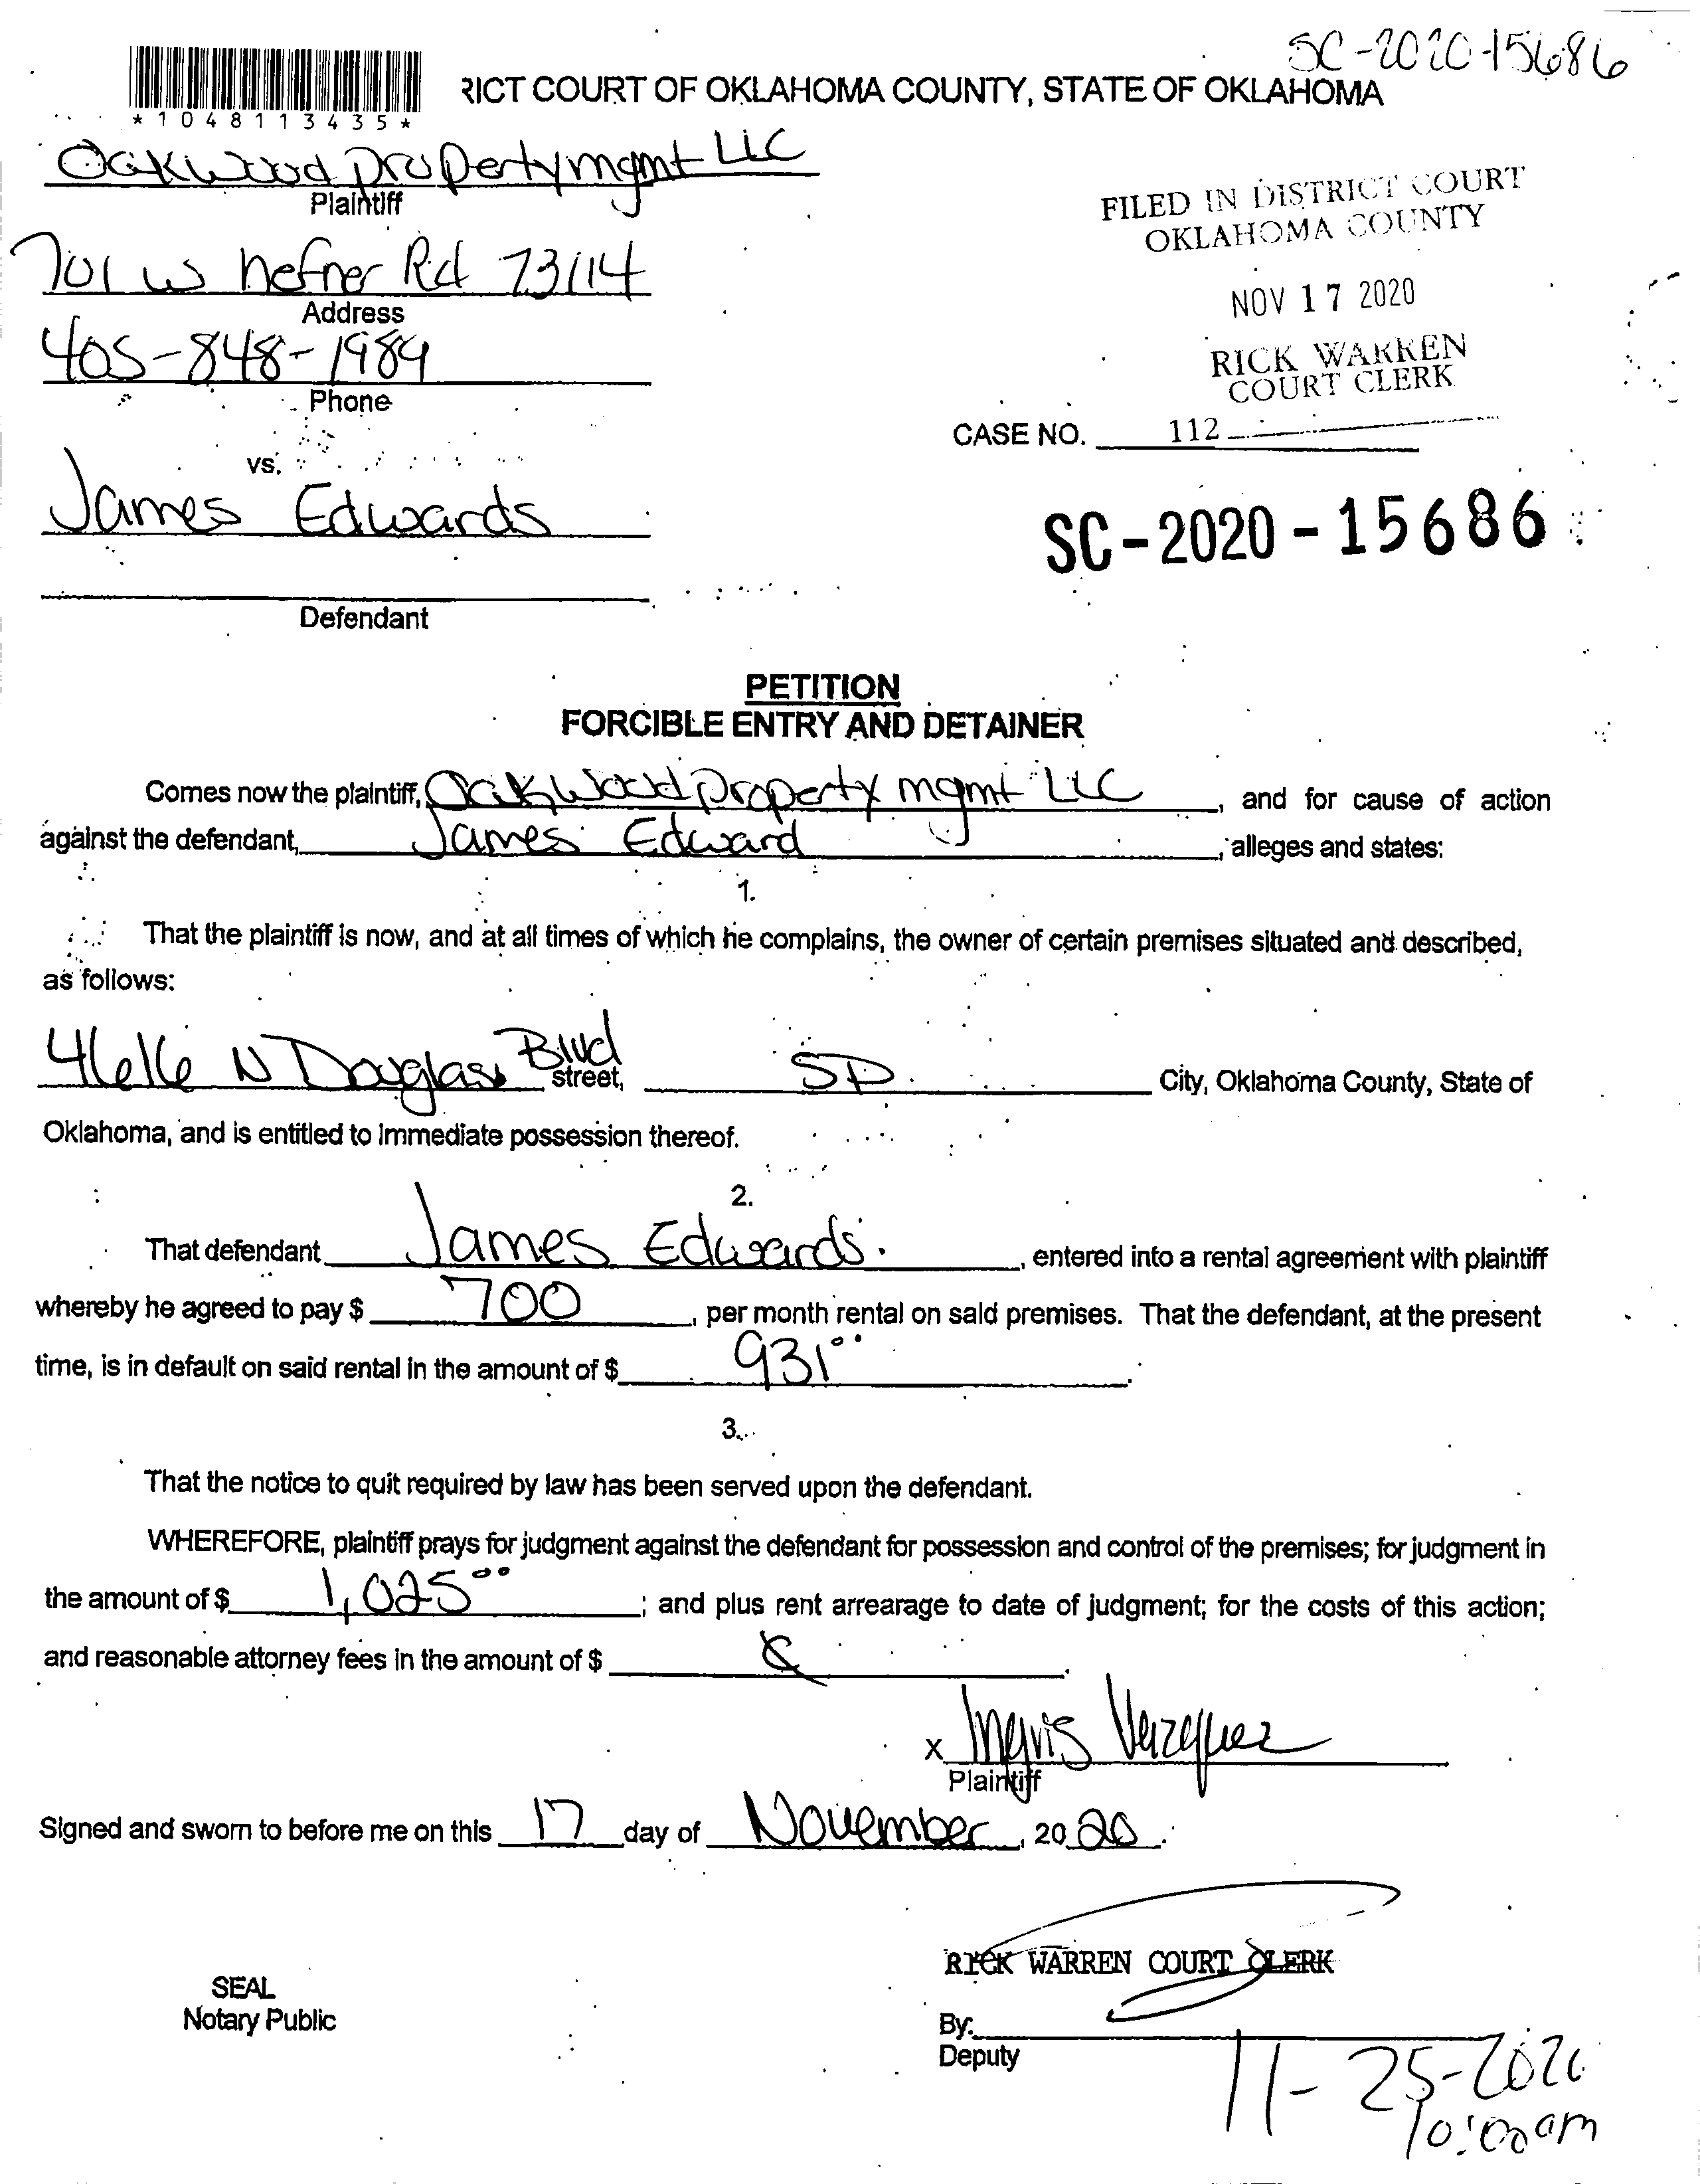 SC-2020-15686
RICT COURT OF OKLAHOMA COUNTY, STATE OF OKLAHOMA
*1048113435*
Oakwood Property mgmt LLC
Plaintiff
701 W hefner Rd 73114
Address
405-848-1989
Phone
FILED IN DISTRICT COURT
OKLAHOMA COUNTY
NOV 17 2020
RICK WARREN
COURT CLERK
CASE NO. 112
vs.
James Edwards
SC-2020-15686
Defendant
PETITION
FORCIBLE ENTRY AND DETAINER
Comes now the plaintiff, Oakwood property mgmt LLC, and for cause of action
against the defendant, James Edward, alleges and states:
1.
That the plaintiff is now, and at all times of which he complains, the owner of certain premises situated and described,
as follows:
4616 N Douglas Blvd street, SP City, Oklahoma County, State of
Oklahoma, and is entitled to immediate possession thereof.
2.
That defendant James Edwards, entered into a rental agreement with plaintiff
whereby he agreed to pay $ 700, per month rental on said premises. That the defendant, at the present
time, is in default on said rental in the amount of $ 931⁰⁰.
3.
That the notice to quit required by law has been served upon the defendant.
WHEREFORE, plaintiff prays for judgment against the defendant for possession and control of the premises; for judgment in
the amount of $ 1,025⁰⁰; and plus rent arrearage to date of judgment; for the costs of this action;
and reasonable attorney fees in the amount of $
x Ingris Vazquez
Plaintiff
Signed and sworn to before me on this 17 day of November, 2020.
RICK WARREN COURT CLERK
SEAL
Notary Public
By:
Deputy
11-25-2020
10:00am